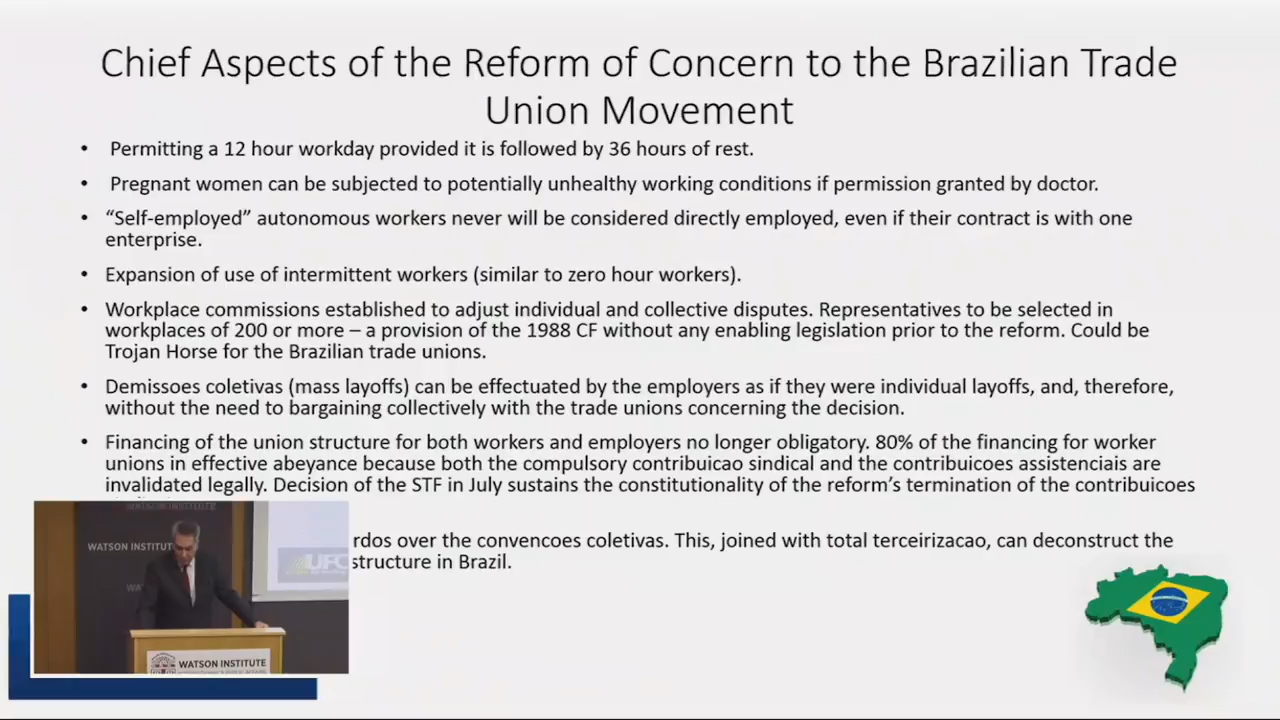 Chief Aspects of the Reform of Concern to the Brazilian Trade
Union Movement
• Permitting a 12 hour workday provided it is followed by 36 hours of rest.
• Pregnant women can be subjected to potentially unhealthy working conditions if permission granted by doctor.
• “Self-employed” autonomous workers never will be considered directly employed, even if their contract is with one
enterprise.
• Expansion of use of intermittent workers (similar to zero hour workers).
• Workplace commissions established to adjust individual and collective disputes. Representatives to be selected in
workplaces of 200 or more – a provision of the 1988 CF without any enabling legislation prior to the reform. Could be
Trojan Horse for the Brazilian trade unions.
• Demissoes coletivas (mass layoffs) can be effectuated by the employers as if they were individual layoffs, and, therefore,
without the need to bargaining collectively with the trade unions concerning the decision.
• Financing of the union structure for both workers and employers no longer obligatory. 80% of the financing for worker
unions in effective abeyance because both the compulsory contribuicao sindical and the contribuicoes assistenciais are
invalidated legally. Decision of the STF in July sustains the constitutionality of the reform’s termination of the contribuicoes
rdos over the convencoes coletivas. This, joined with total terceirizacao, can deconstruct the
structure in Brazil.
WATSON INSTITUTE
WATSON INSTITUT
WA
UFC
WATSON INSTITUTE